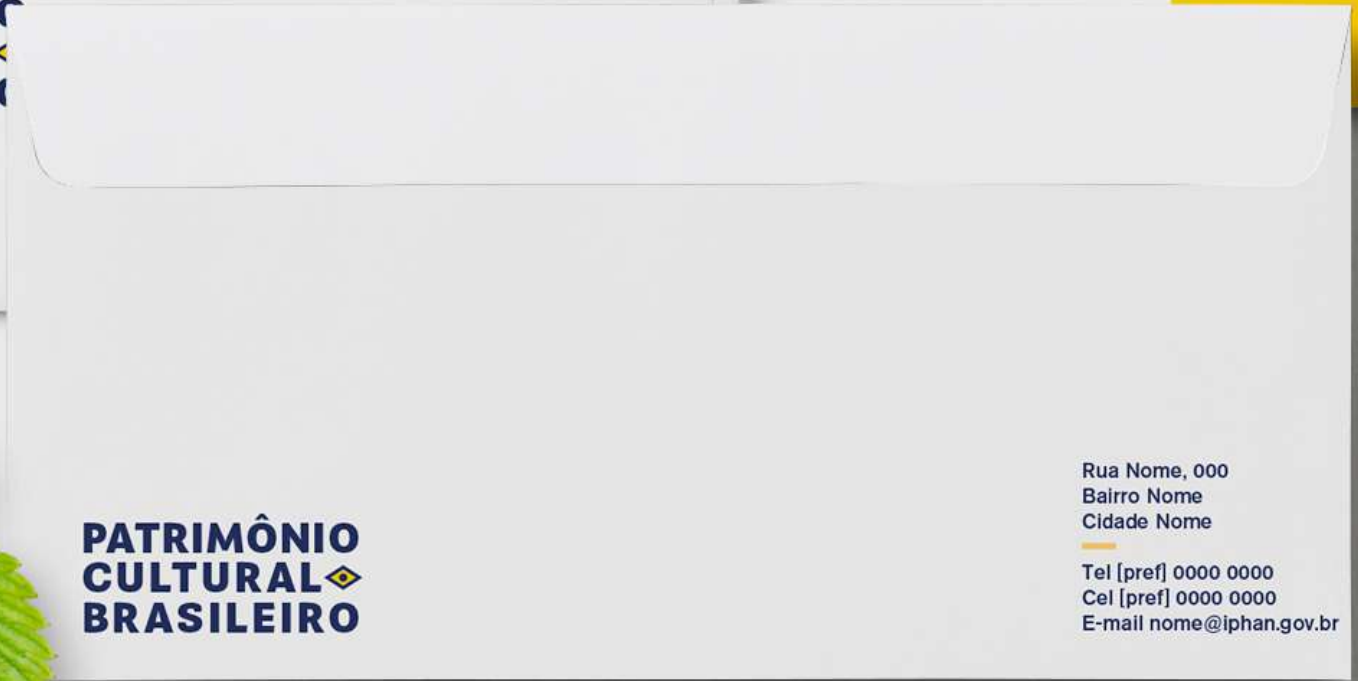 PATRIMÔNIO
CULTURAL
BRASILEIRO
Rua Nome, 000
Bairro Nome
Cidade Nome
Tel [pref] 0000 0000
Cel [pref] 0000 0000
E-mail nome@iphan.gov.br